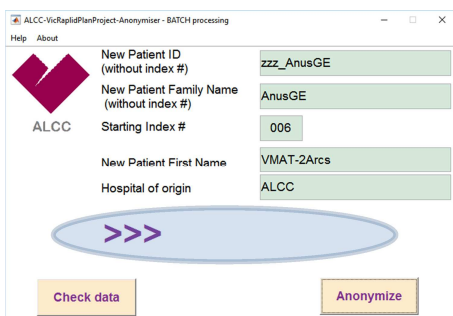 ALCC-VicRaplidPlanProject-Anonymiser - BATCH processing
Help About
New Patient ID
(without index #)
zzz_AnusGE
New Patient Family Name
(without index #)
AnusGE
ALCC
Starting Index #
006
New Patient First Name
VMAT-2Arcs
Hospital of origin
ALCC
>>>
Check data
Anonymize